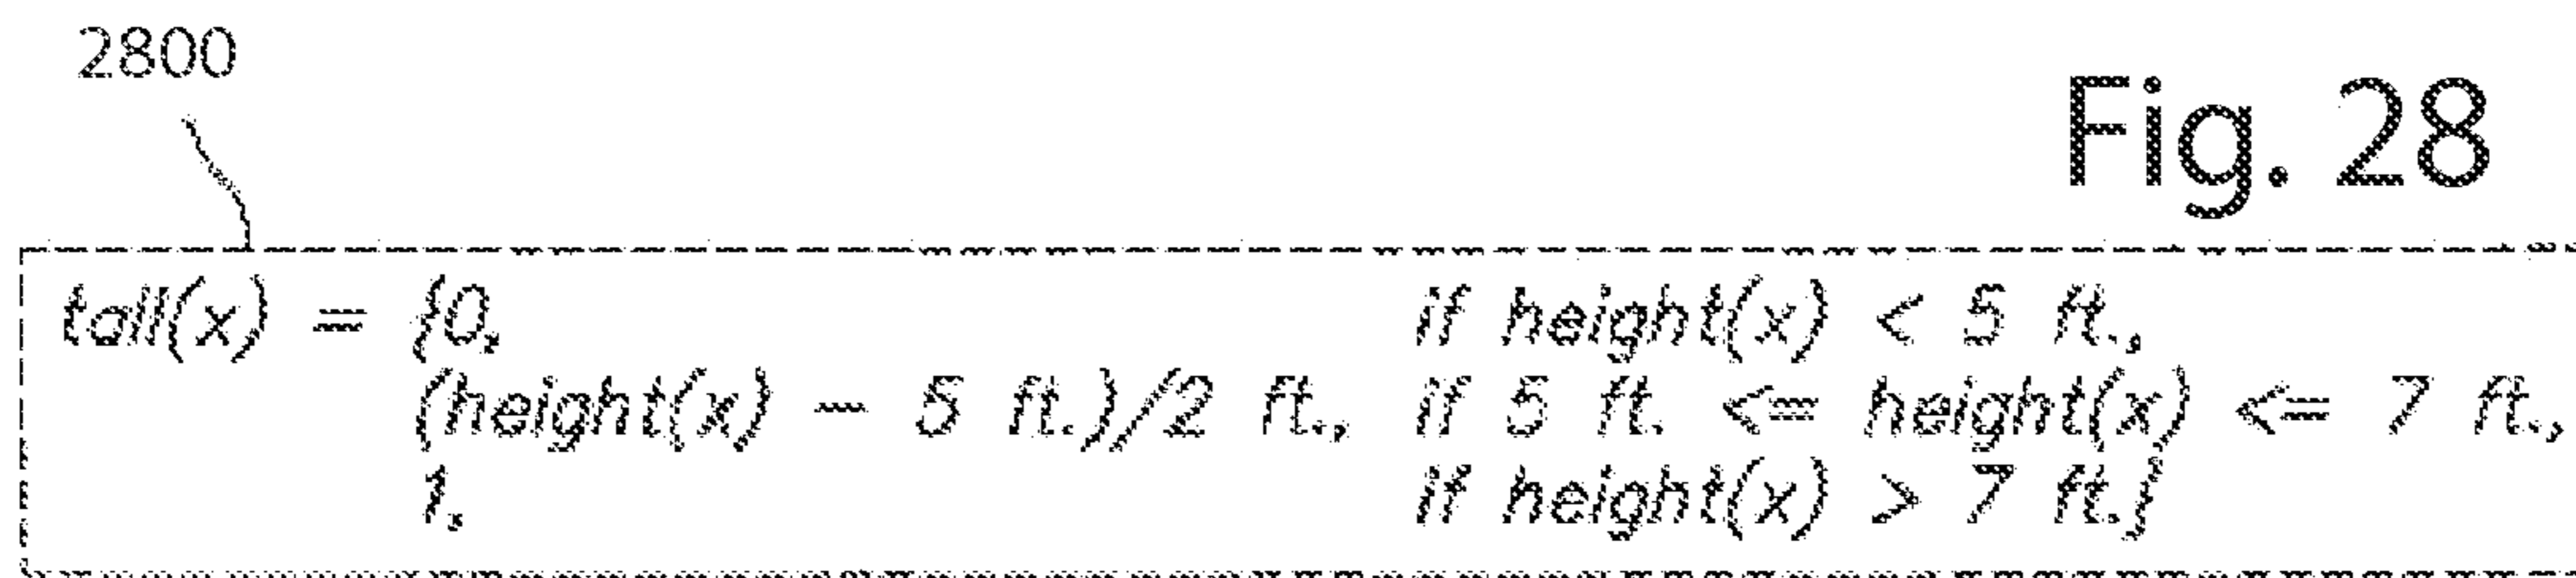 2800
Fig. 28
tall(x) = {0, if height(x) < 5 ft.,
(height(x) − 5 ft.)/2 ft., if 5 ft. <= height(x) <= 7 ft.,
1, if height(x) > 7 ft.}